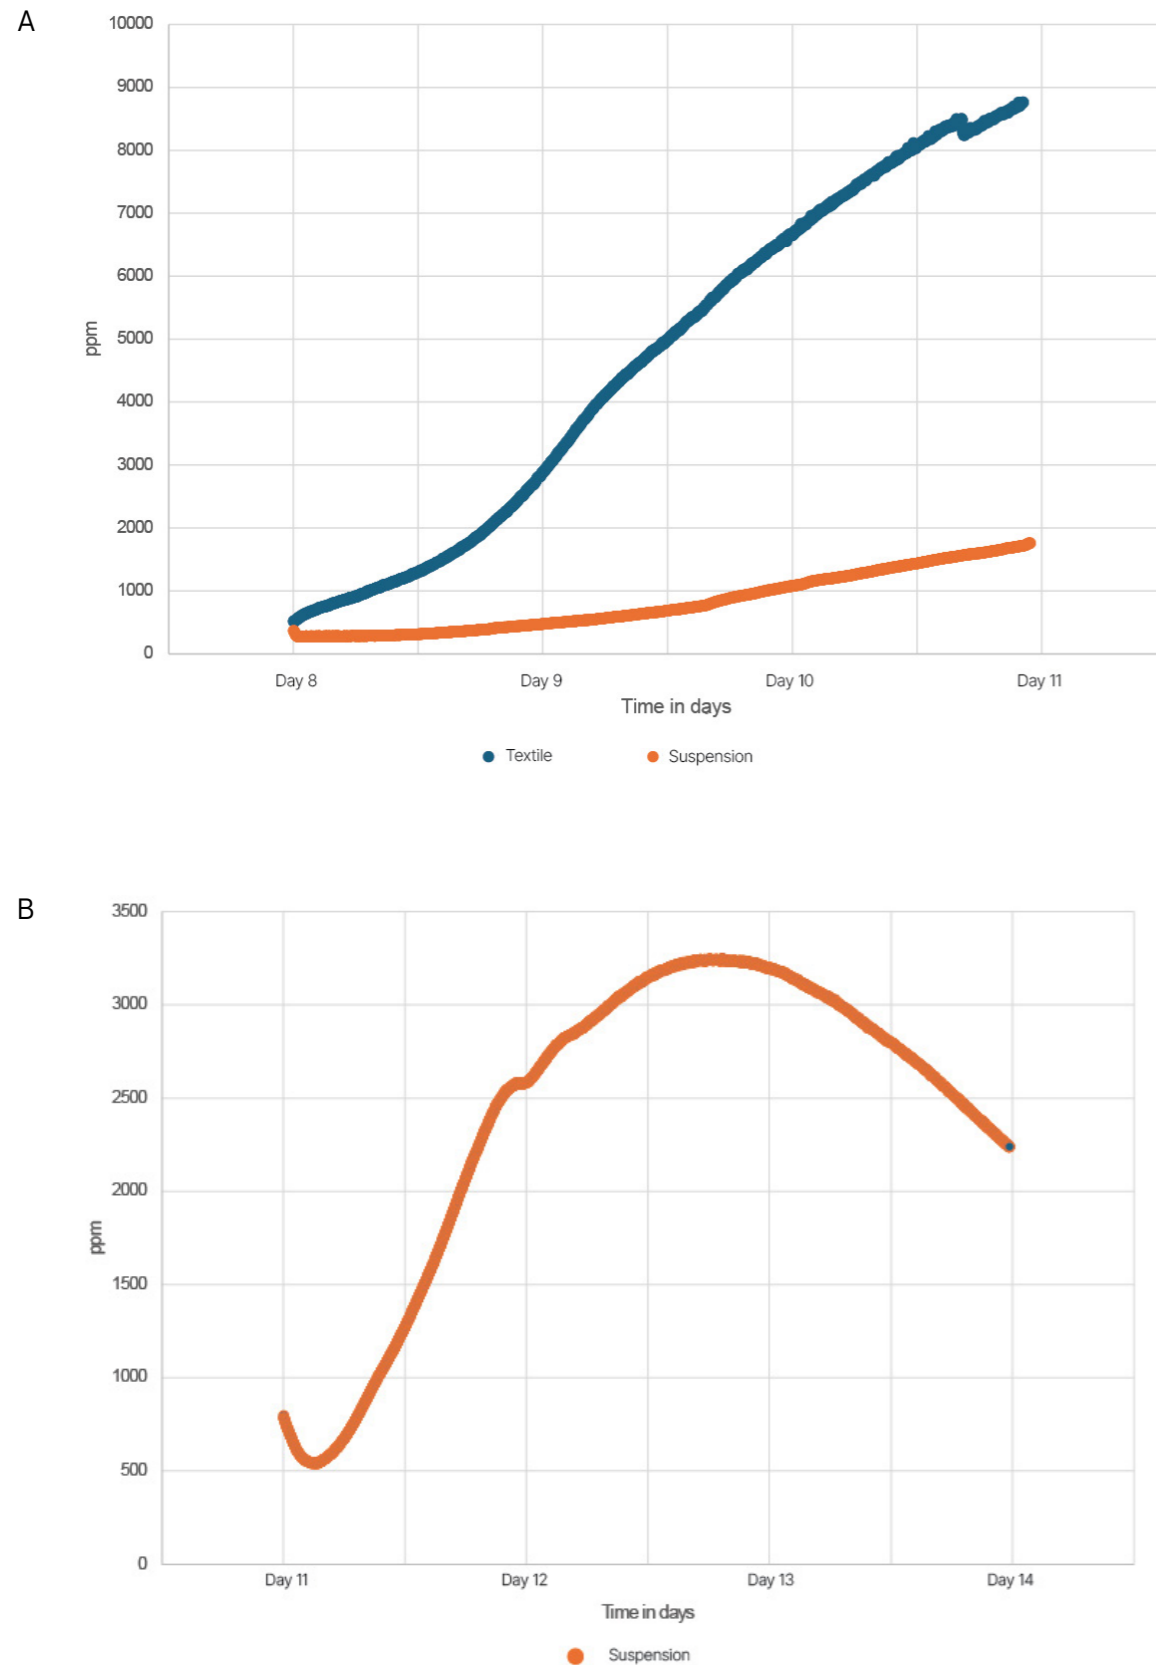 A
10000
9000
8000
7000
6000
5000
4000
3000
2000
1000
0
ppm
Day 8 Day 9 Day 10 Day 11
Time in days
Textile Suspension
B
3500
3000
2500
2000
1500
1000
500
0
ppm
Day 11 Day 12 Day 13 Day 14
Time in days
Suspension